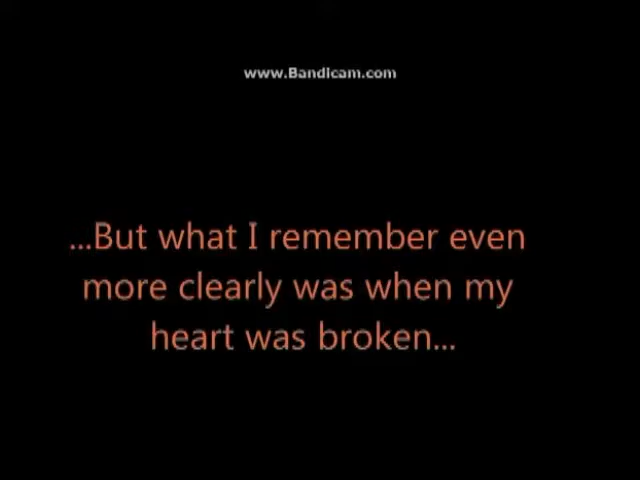 www.BandIcam.com
...But what I remember even
more clearly was when my
heart was broken...